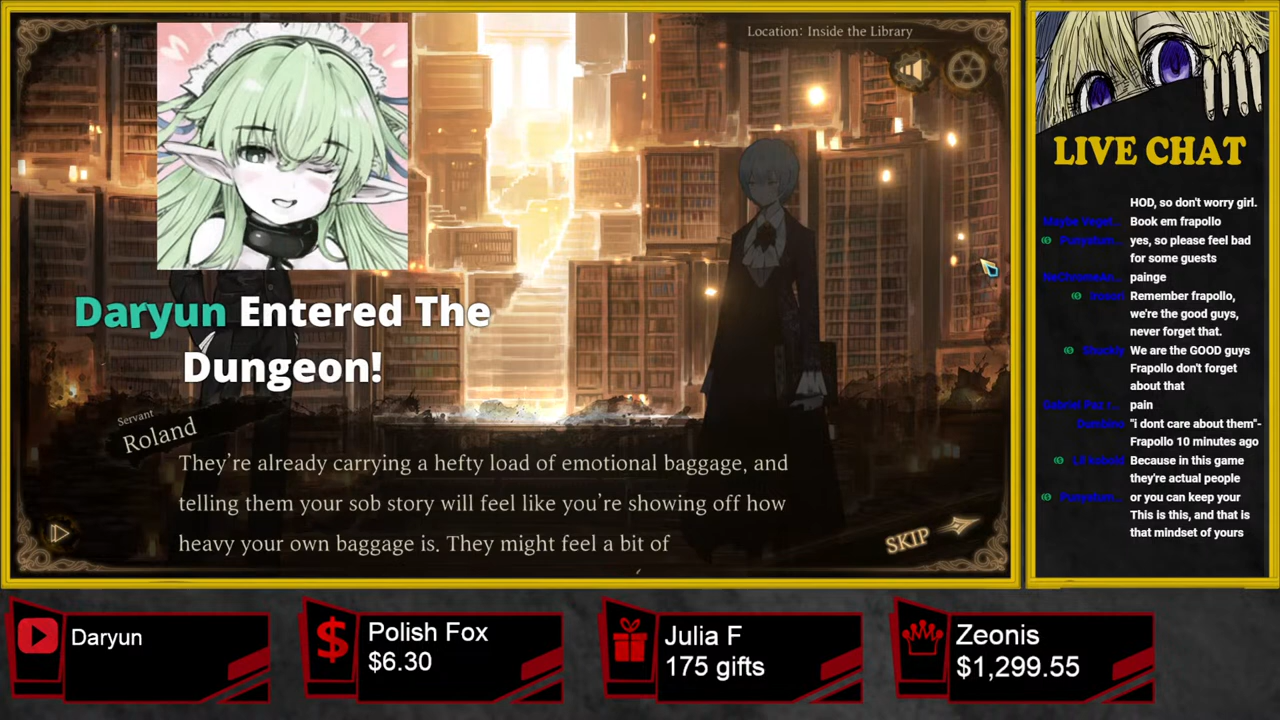 Location: Inside the Library
Daryun Entered The
Dungeon!
Servant
Roland
They're already carrying a hefty load of emotional baggage, and
telling them your sob story will feel like you're showing off how
heavy your own baggage is. They might feel a bit of
SKIP
LIVE CHAT
HOD, so don't worry girl.
Book em frapollo
yes, so please feel bad
for some guests
painge
Remember frapollo,
we're the good guys,
never forget that.
Shuckly We are the GOOD guys
Frapollo don't forget
about that
pain
"i dont care about them"-
Frapollo 10 minutes ago
Because in this game
they're actual people
or you can keep your
This is this, and that is
that mindset of yours
Daryun
Polish Fox
$6.30
Julia F
175 gifts
Zeonis
$1,299.55